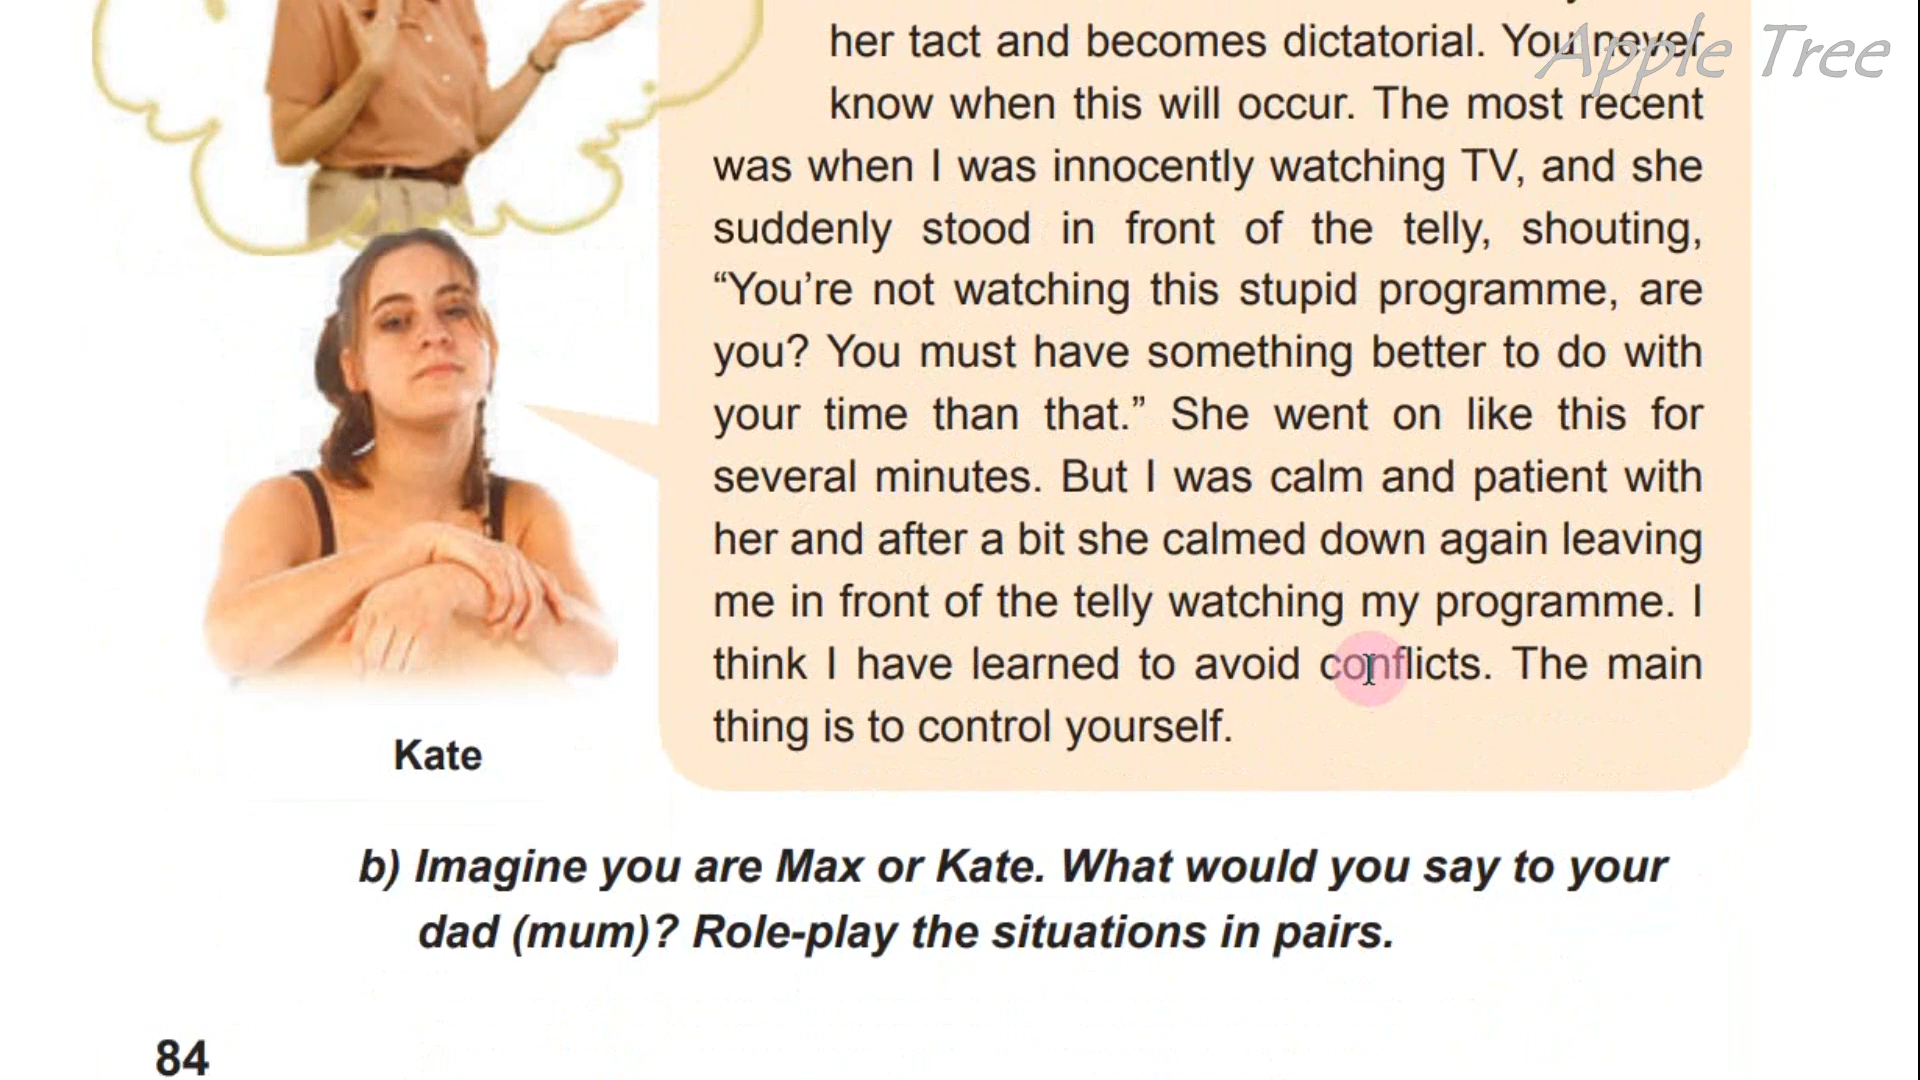 her tact and becomes dictatorial. You never
Apple Tree
know when this will occur. The most recent
was when I was innocently watching TV, and she
suddenly stood in front of the telly, shouting,
“You’re not watching this stupid programme, are
you? You must have something better to do with
your time than that.” She went on like this for
several minutes. But I was calm and patient with
her and after a bit she calmed down again leaving
me in front of the telly watching my programme. I
think I have learned to avoid conflicts. The main
thing is to control yourself.
Kate
b) Imagine you are Max or Kate. What would you say to your
dad (mum)? Role-play the situations in pairs.
84